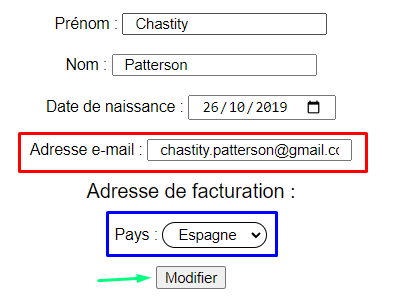 Prénom : Chastity
Nom : Patterson
Date de naissance : 26/10/2019
Adresse e-mail : chastity.patterson@gmail.cc
Adresse de facturation :
Pays : Espagne
Modifier